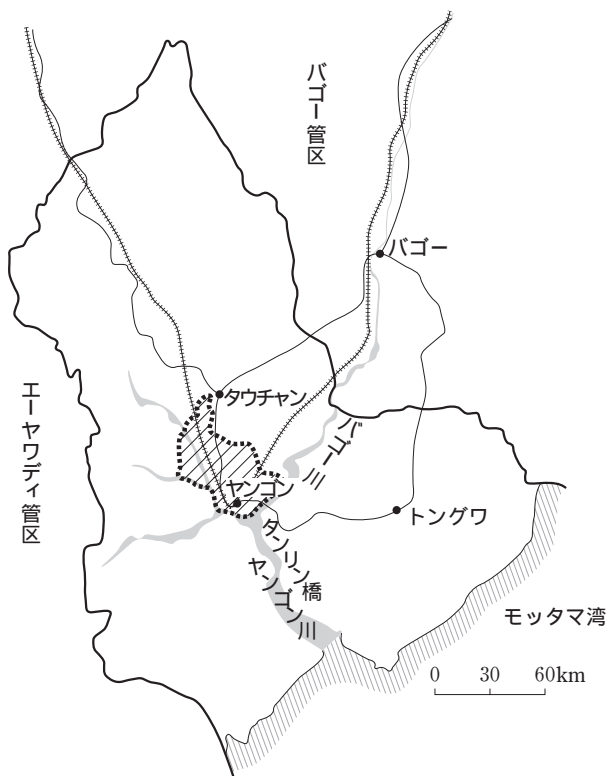 バゴー管区
バゴー
エーヤワディ管区
タウチャン
バゴー川
ヤンゴン
トングワ
タンリン橋
ヤンゴン川
モッタマ湾
0 30 60km